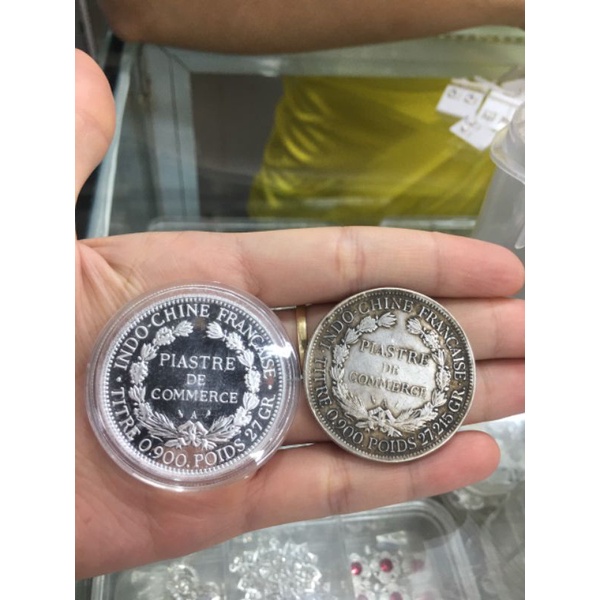 INDO-CHINE FRANÇAISE
PIASTRE
DE
COMMERCE
A
TITRE 0,900. POIDS 27 GR.
INDO-CHINE FRANÇAISE
PIASTRE
DE
COMMERCE
TITRE 0,900. POIDS 27,215 GR.